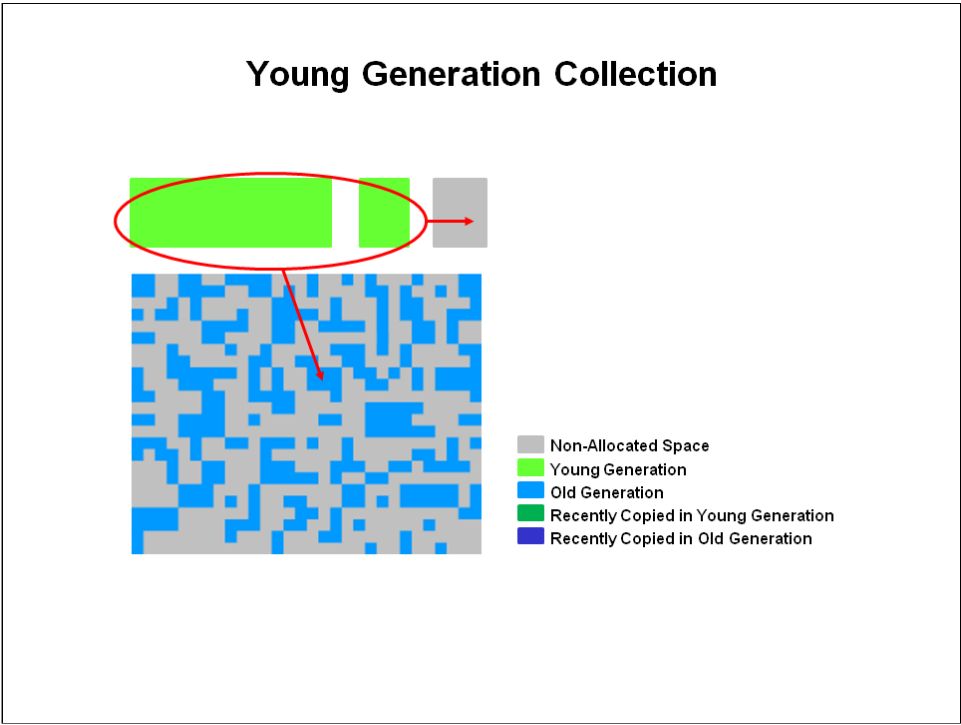 Young Generation Collection
Non-Allocated Space
Young Generation
Old Generation
Recently Copied in Young Generation
Recently Copied in Old Generation